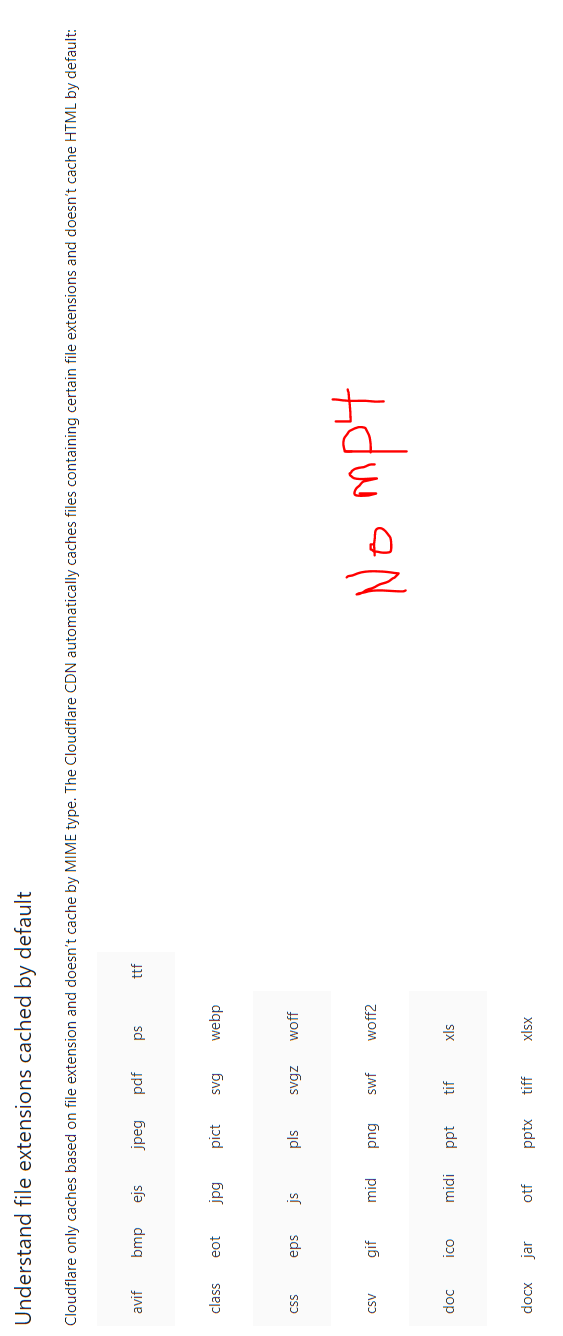 Understand file extensions cached by default
Cloudflare only caches based on file extension and doesn't cache by MIME type. The Cloudflare CDN automatically caches files containing certain file extensions and doesn't cache HTML by default:
avif bmp ejs jpeg pdf ps ttf
class eot jpg pict svg webp
css eps js pls svgz woff
csv gif mid png swf woff2
doc ico midi ppt tif xls
docx jar otf pptx tiff xlsx
No mp4